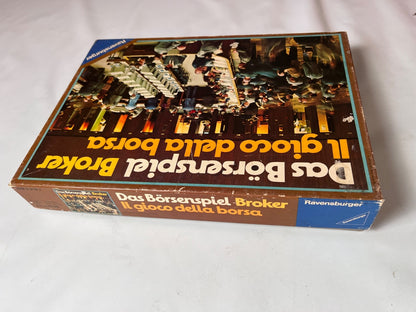 Ravensburger
Das Börsenspiel Broker
Il gioco della borsa
Das Börsenspiel Broker
Il gioco della borsa
Ravensburger